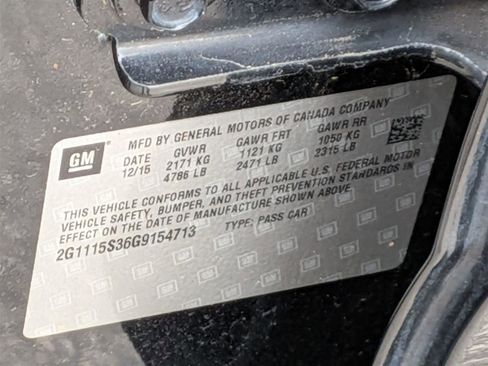 GM
MFD BY GENERAL MOTORS OF CANADA COMPANY
DATE GVWR GAWR FRT GAWR RR
12/15 2171 KG 1121 KG 1050 KG
4786 LB 2471 LB 2315 LB
THIS VEHICLE CONFORMS TO ALL APPLICABLE U.S. FEDERAL MOTOR
VEHICLE SAFETY, BUMPER, AND THEFT PREVENTION STANDARDS IN
EFFECT ON THE DATE OF MANUFACTURE SHOWN ABOVE.
2G1115S36G9154713 TYPE: PASS CAR